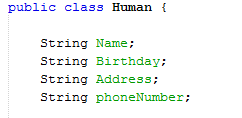 public class Human {
String Name;
String Birthday;
String Address;
String phoneNumber;